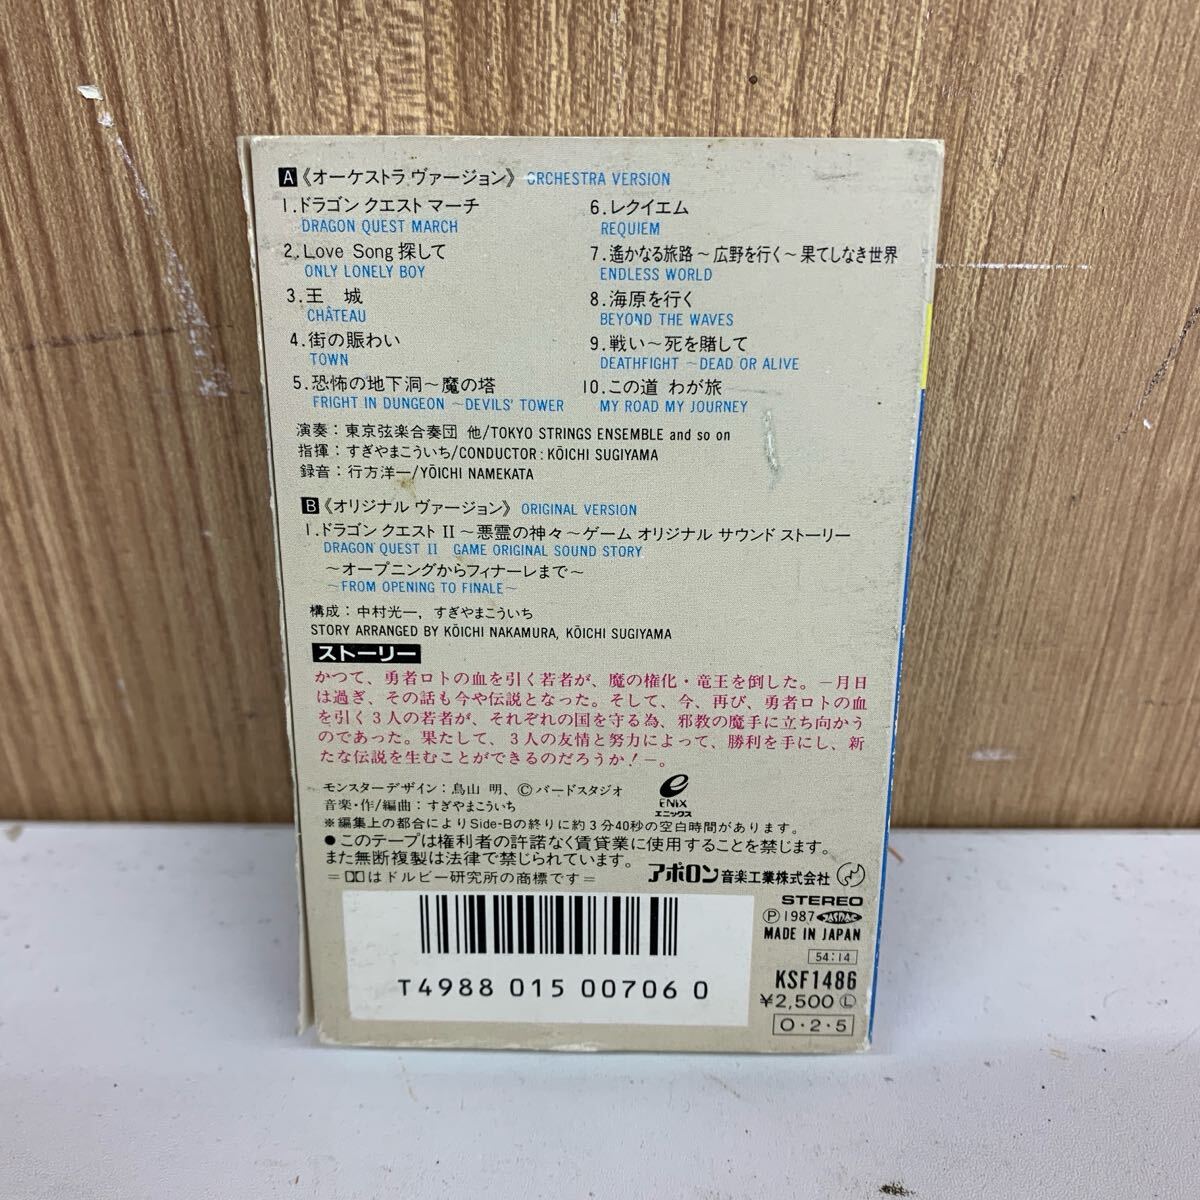 A《オーケストラ ヴァージョン》 ORCHESTRA VERSION
1.ドラゴン クエスト マーチ
DRAGON QUEST MARCH
2.Love Song 探して
ONLY LONELY BOY
3.王 城
CHÂTEAU
4.街の賑わい
TOWN
5.恐怖の地下洞～魔の塔
FRIGHT IN DUNGEON ～DEVILS' TOWER
6.レクイエム
REQUIEM
7.遙かなる旅路～広野を行く～果てしなき世界
ENDLESS WORLD
8.海原を行く
BEYOND THE WAVES
9.戦い～死を賭して
DEATHFIGHT ～DEAD OR ALIVE
10.この道 わが旅
MY ROAD MY JOURNEY
演奏：東京弦楽合奏団 他/TOKYO STRINGS ENSEMBLE and so on
指揮：すぎやまこういち/CONDUCTOR：KŌICHI SUGIYAMA
録音：行方洋一/YŌICHI NAMEKATA
B《オリジナル ヴァージョン》 ORIGINAL VERSION
1.ドラゴン クエスト II～悪霊の神々～ゲーム オリジナル サウンド ストーリー
DRAGON QUEST II GAME ORIGINAL SOUND STORY
～オープニングからフィナーレまで～
～FROM OPENING TO FINALE～
構成：中村光一，すぎやまこういち
STORY ARRANGED BY KŌICHI NAKAMURA, KŌICHI SUGIYAMA
ストーリー
かつて、勇者ロトの血を引く若者が、魔の権化・竜王を倒した。－月日
は過ぎ、その話も今や伝説となった。そして、今、再び、勇者ロトの血
を引く3人の若者が、それぞれの国を守る為、邪教の魔手に立ち向かう
のであった。果たして、3人の友情と努力によって、勝利を手にし、新
たな伝説を生むことができるのだろうか！－。
モンスターデザイン：鳥山 明、©バードスタジオ
音楽・作/編曲：すぎやまこういち
ENIX
エニックス
※編集上の都合によりSide-Bの終りに約3分40秒の空白時間があります。
●このテープは権利者の許諾なく賃貸業に使用することを禁じます。
また無断複製は法律で禁じられています。
＝DDはドルビー研究所の商標です＝
アポロン音楽工業株式会社
STEREO
Ⓟ1987 JASRAC
MADE IN JAPAN
54:14
KSF1486
¥2,500 Ⓛ
O・2・5
T4988 015 00706 0